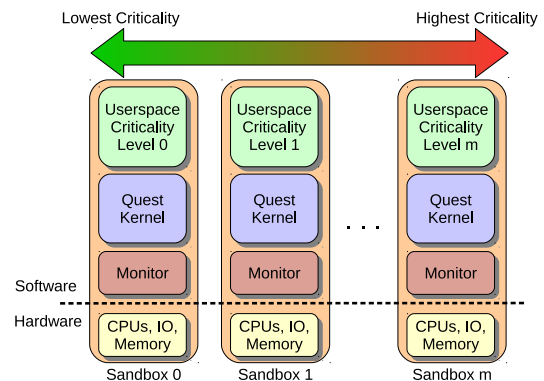 Lowest Criticality
Highest Criticality
Userspace
Criticality
Level 0
Userspace
Criticality
Level 1
Userspace
Criticality
Level m
Quest
Kernel
Quest
Kernel
. . .
Quest
Kernel
Monitor
Monitor
Monitor
Software
Hardware
CPUs, IO,
Memory
CPUs, IO,
Memory
CPUs, IO,
Memory
Sandbox 0
Sandbox 1
Sandbox m